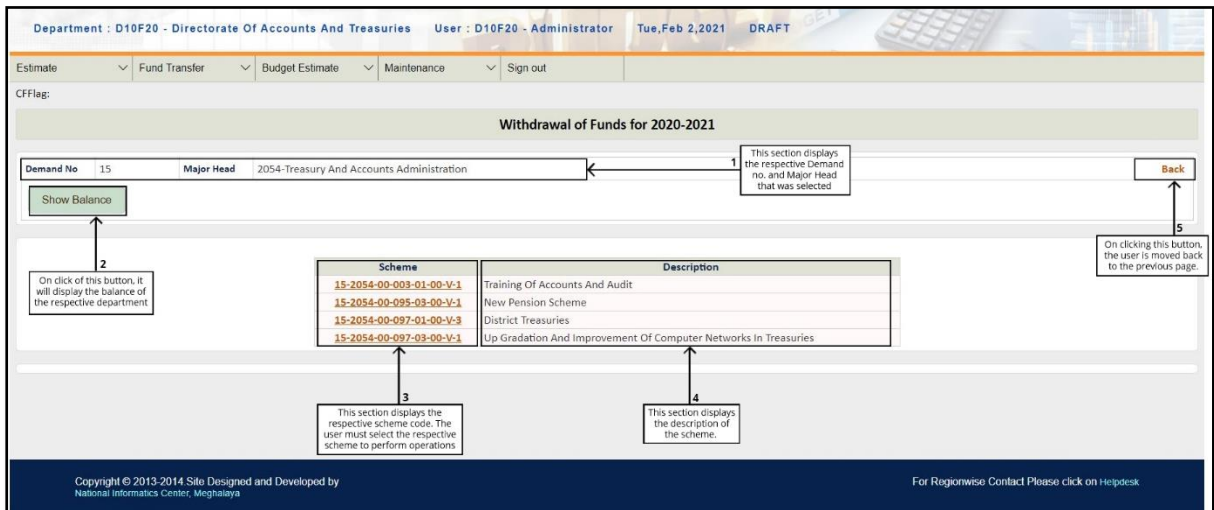 Department : D10F20 - Directorate Of Accounts And Treasuries User : D10F20 - Administrator Tue,Feb 2,2021 DRAFT
Estimate Fund Transfer Budget Estimate Maintenance Sign out
CFFlag:
Withdrawal of Funds for 2020-2021
Demand No 15 Major Head 2054-Treasury And Accounts Administration
1
This section displays
the respective Demand
no. and Major Head
that was selected
Back
Show Balance
5
On clicking this button,
the user is moved back
to the previous page.
2
On click of this button, it
will display the balance of
the respective department
Scheme Description
15-2054-00-003-01-00-V-1 Training Of Accounts And Audit
15-2054-00-095-03-00-V-1 New Pension Scheme
15-2054-00-097-01-00-V-3 District Treasuries
15-2054-00-097-03-00-V-1 Up Gradation And Improvement Of Computer Networks In Treasuries
3
This section displays the
respective scheme code. The
user must select the respective
scheme to perform operations
4
This section displays
the description of
the scheme.
Copyright © 2013-2014.Site Designed and Developed by
National Informatics Center, Meghalaya
For Regionwise Contact Please click on Helpdesk